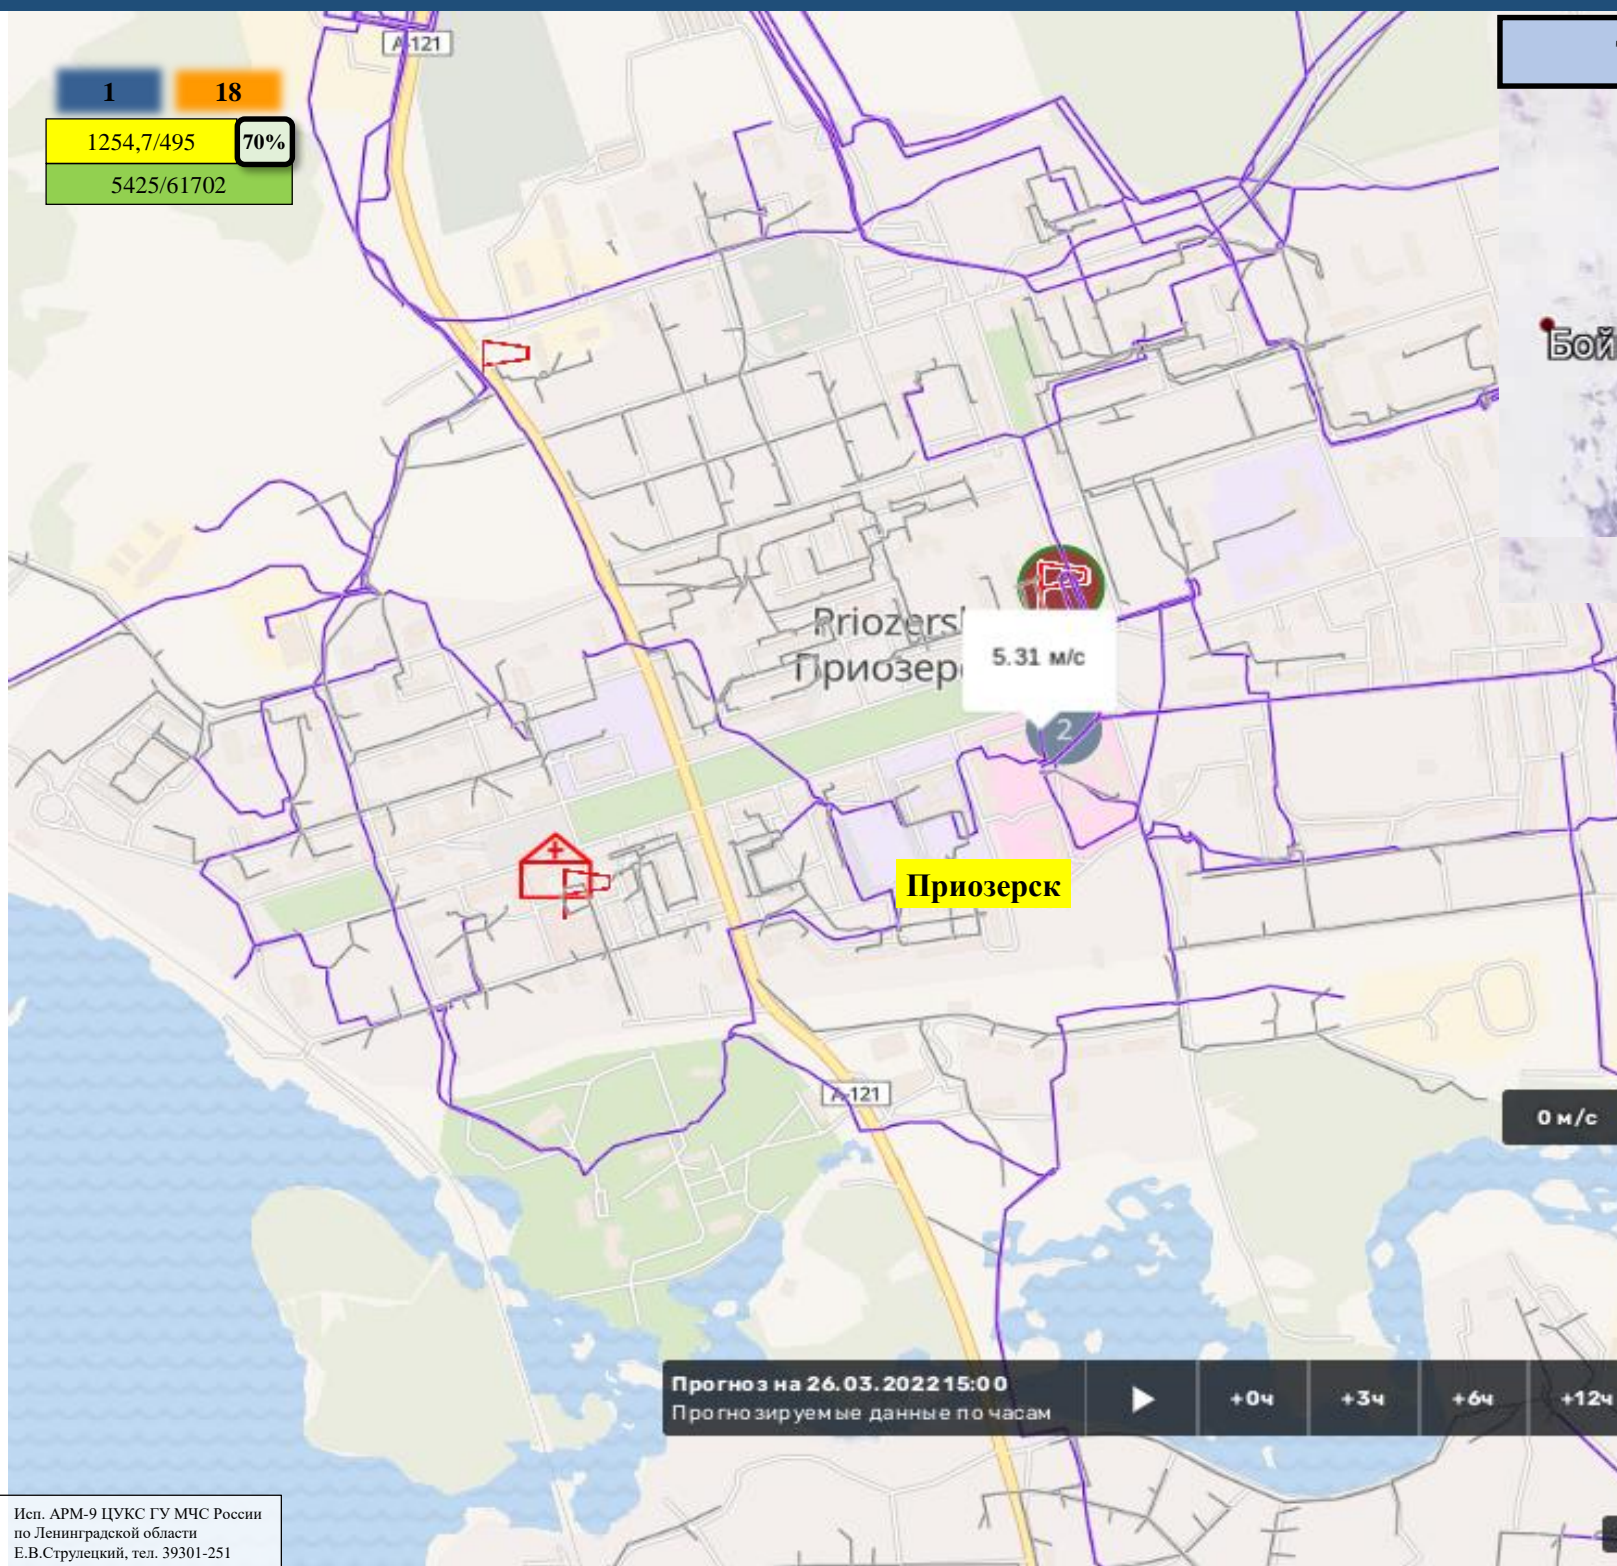 A-121
1
18
1254,7/495
70%
5425/61702
Priozers
Приозер
5.31 м/с
2
Приозерск
A-121
0 м/с
Прогноз на 26.03.2022 15:00
Прогнозируемые данные по часам
+0ч
+3ч
+6ч
+12ч
Исп. АРМ-9 ЦУКС ГУ МЧС России
по Ленинградской области
Е.В.Струлецкий, тел. 39301-251